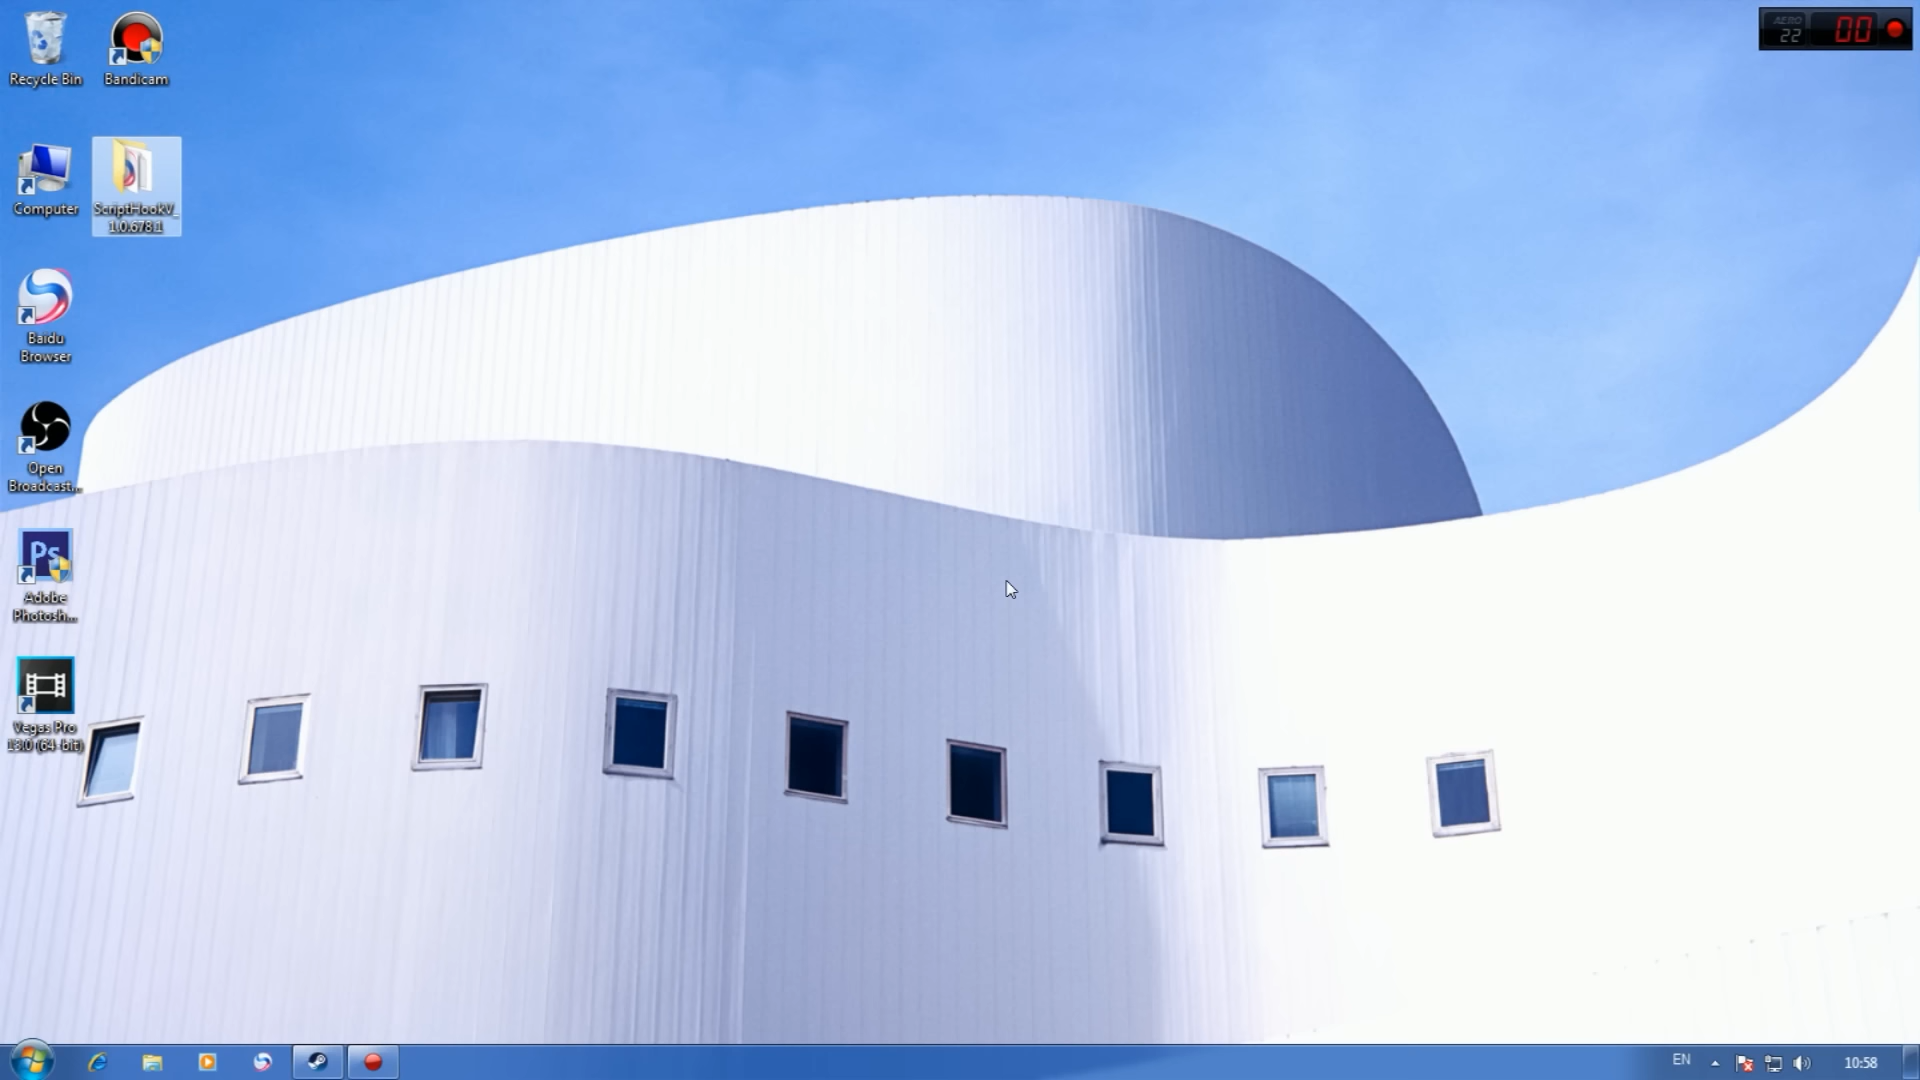 Recycle Bin
Bandicam
Computer
ScriptHookV_
1.0.678.1
Baidu
Browser
Open
Broadcast...
Ps
Adobe
Photosh...
Vegas Pro
13.0 (64-bit)
AERO
22
00
EN
10:58